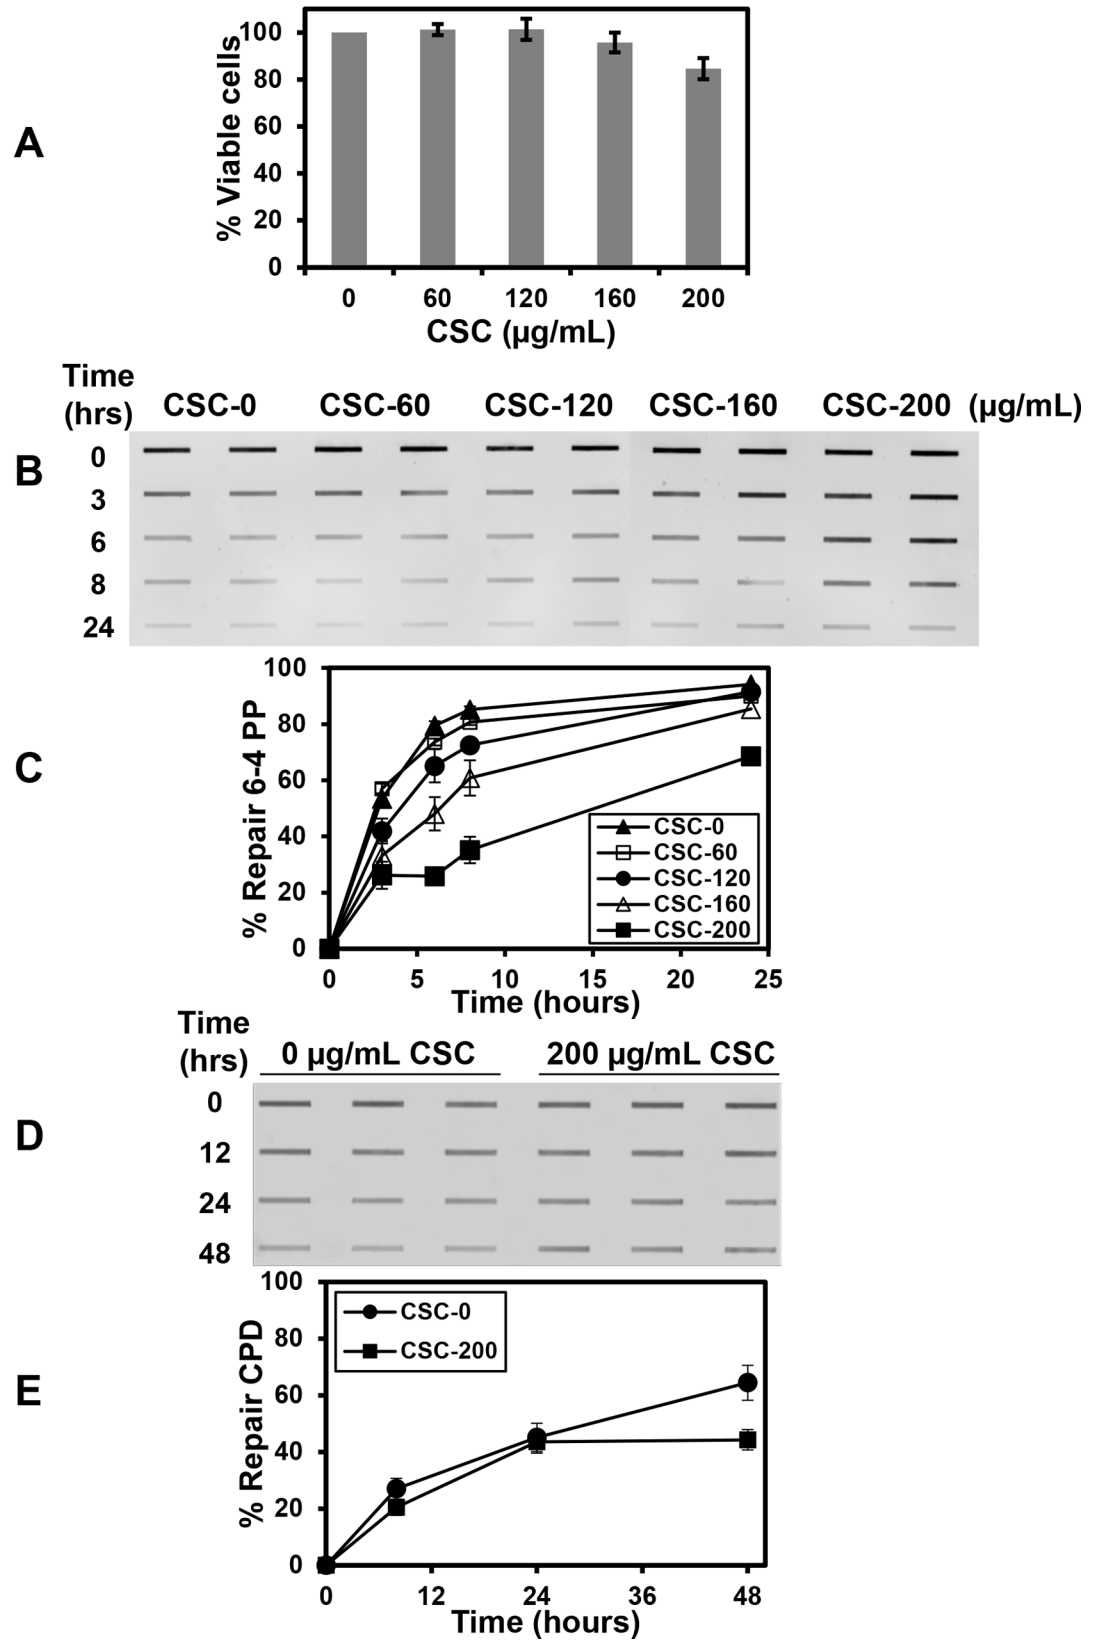 A
% Viable cells
100
80
60
40
20
0
0 60 120 160 200
CSC (µg/mL)
B
Time
(hrs) CSC-0 CSC-60 CSC-120 CSC-160 CSC-200 (µg/mL)
0
3
6
8
24
C
% Repair 6-4 PP
100
80
60
40
20
0
CSC-0
CSC-60
CSC-120
CSC-160
CSC-200
0 5 10 15 20 25
Time (hours)
D
Time
(hrs) 0 µg/mL CSC 200 µg/mL CSC
0
12
24
48
E
% Repair CPD
100
80
60
40
20
0
CSC-0
CSC-200
0 12 24 36 48
Time (hours)